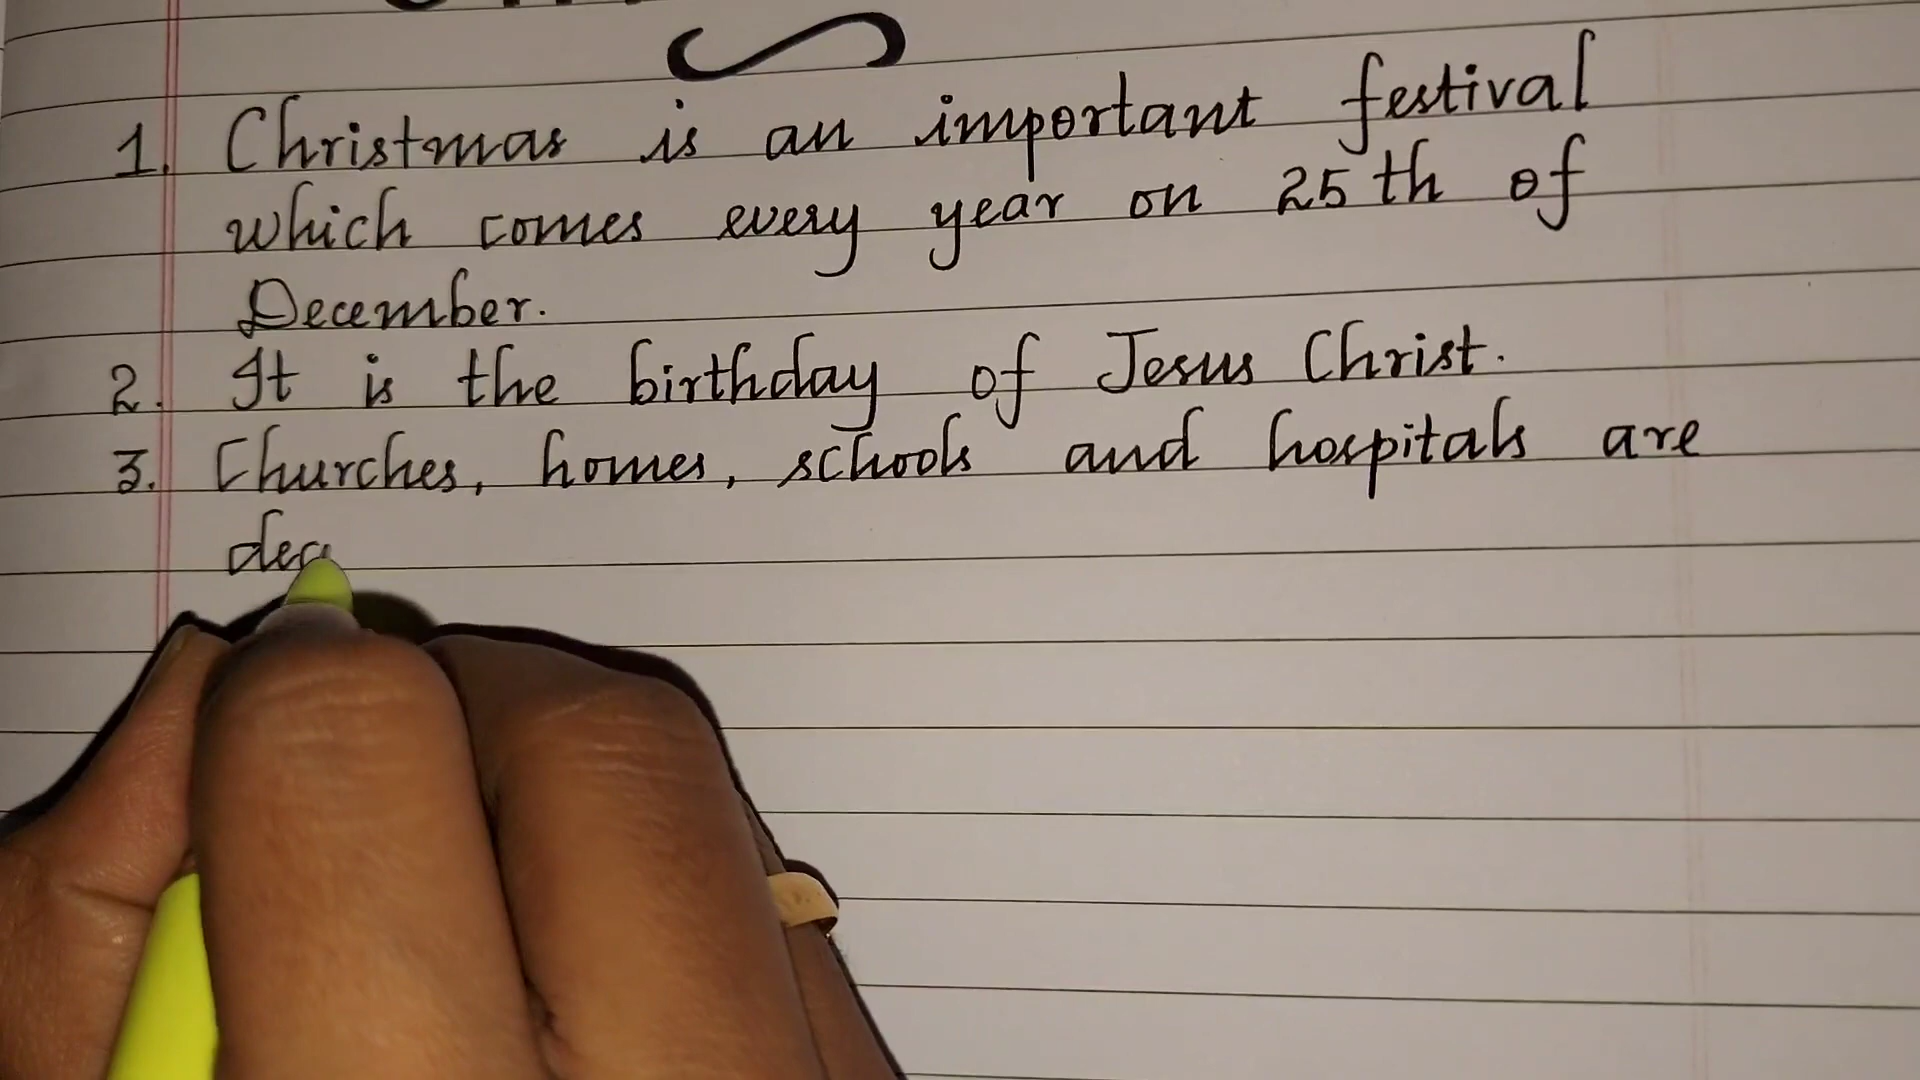 1. Christmas is an important festival
which comes every year on 25th of
December.
2. It is the birthday of Jesus Christ.
3. Churches, homes, schools and hospitals are